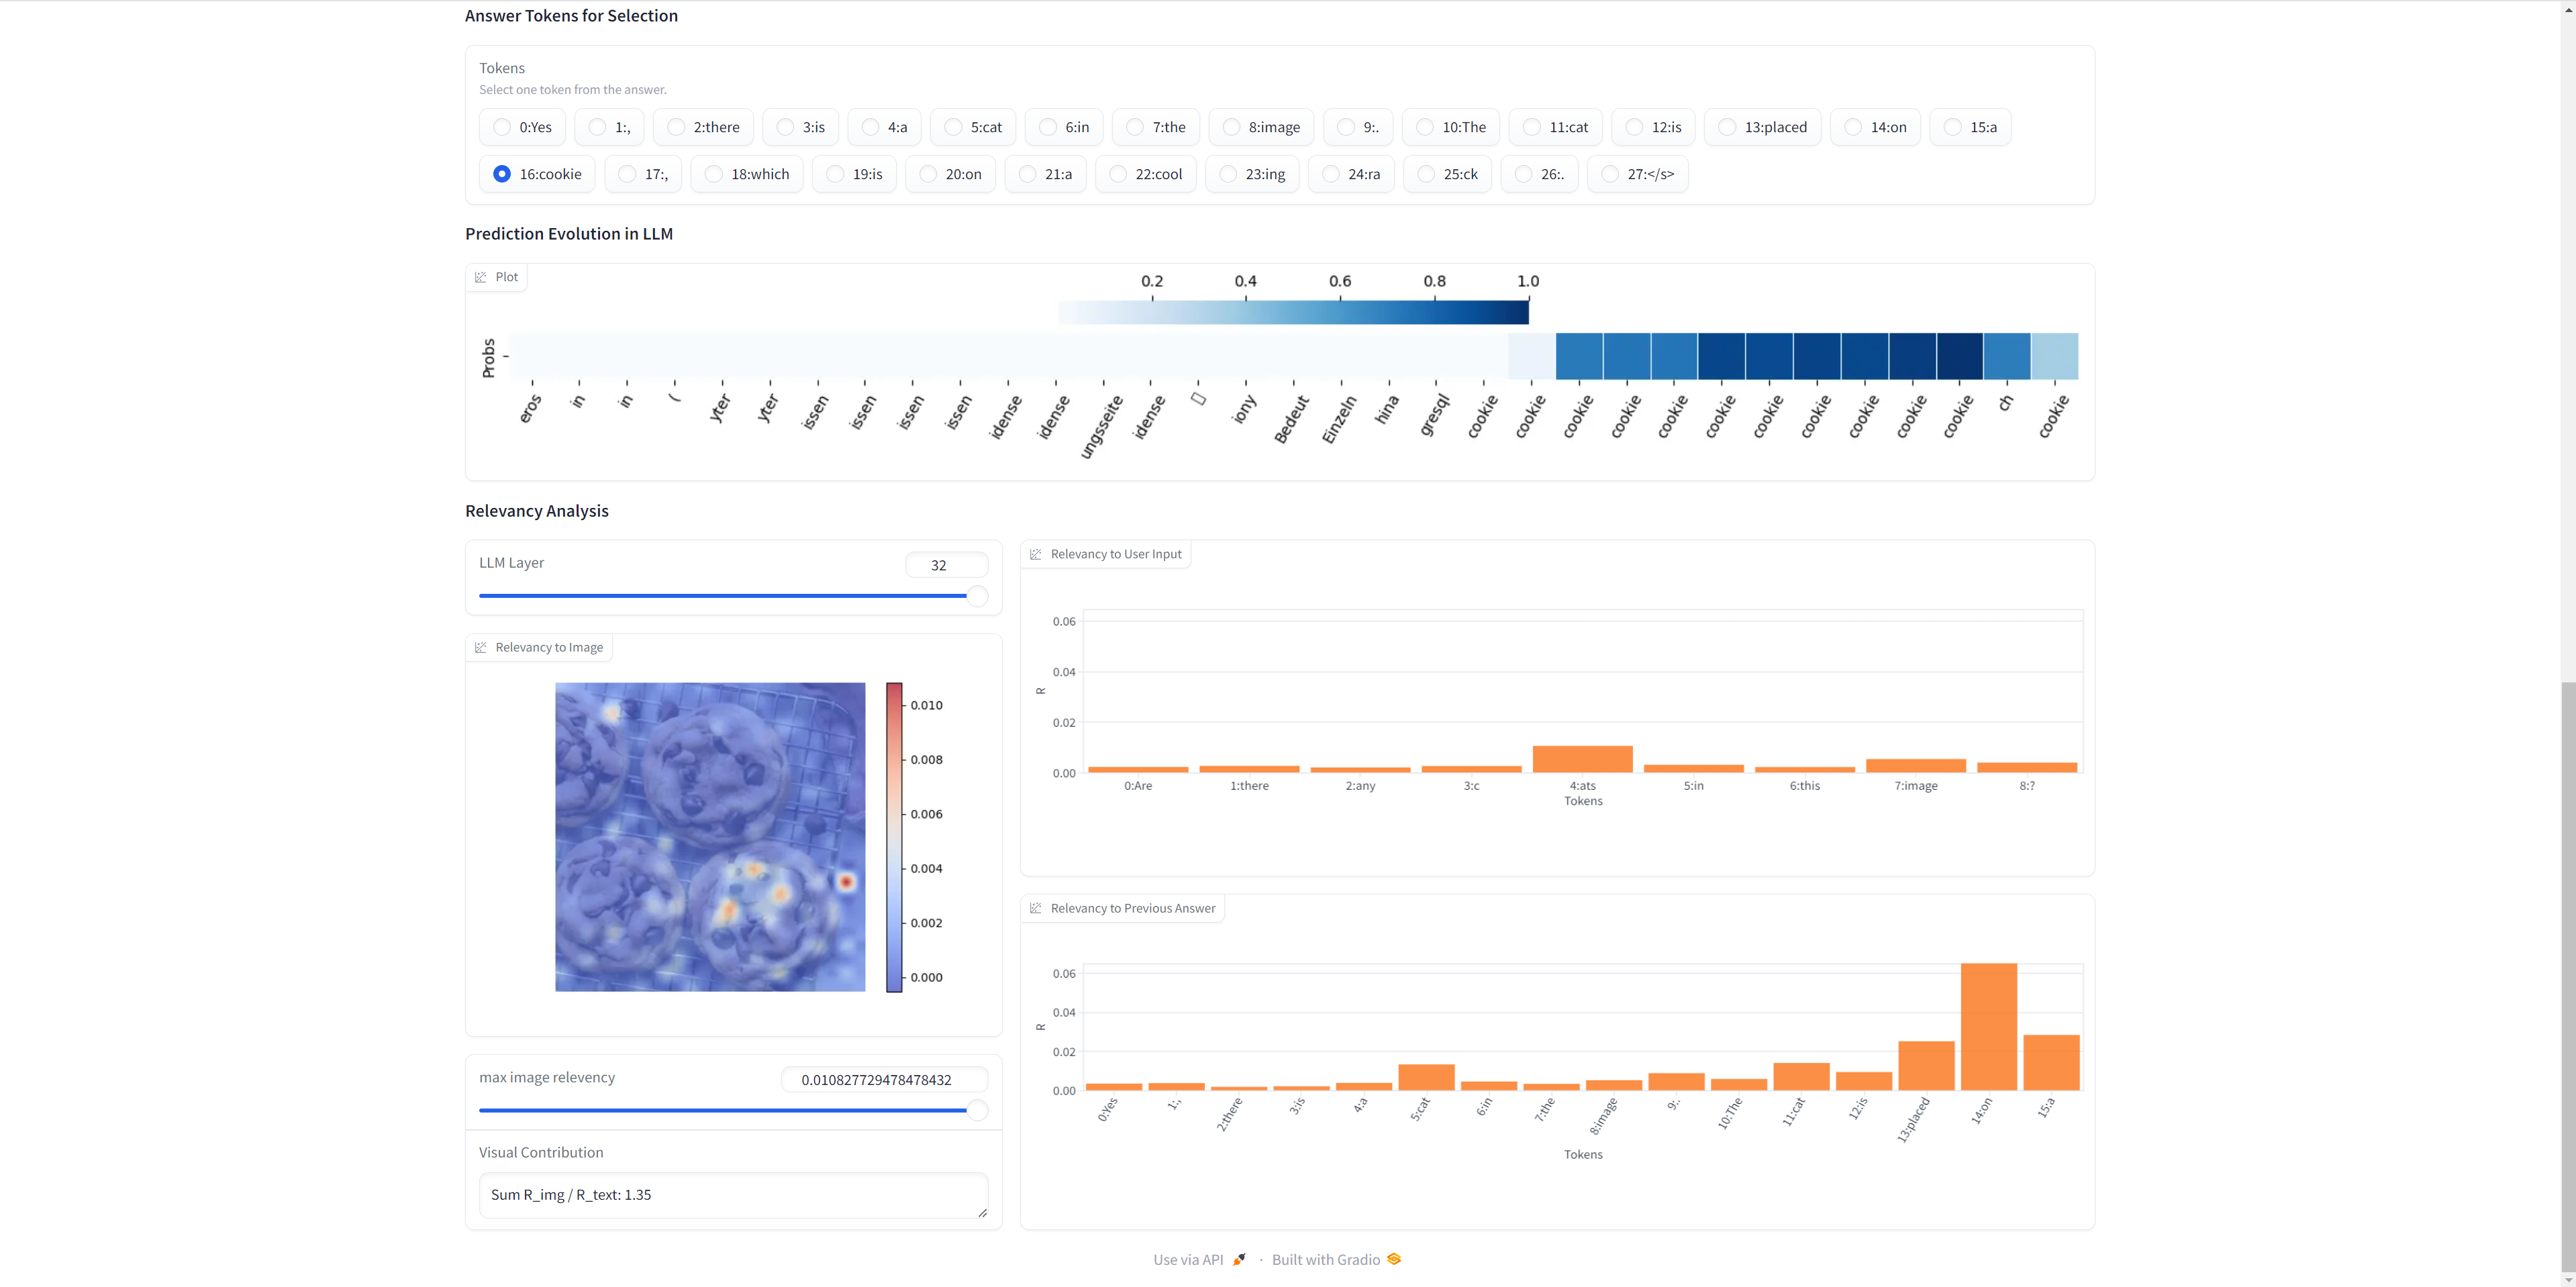 Answer Tokens for Selection
Tokens
Select one token from the answer.
0:Yes 1:, 2:there 3:is 4:a 5:cat 6:in 7:the 8:image 9:. 10:The 11:cat 12:is 13:placed 14:on 15:a
16:cookie 17:, 18:which 19:is 20:on 21:a 22:cool 23:ing 24:ra 25:ck 26:. 27:</s>
Prediction Evolution in LLM
Plot
0.2 0.4 0.6 0.8 1.0
Probs
eros in in ( yter yter issen issen issen issen idense idense ungsseite idense iony Bedeut Einzeln hina gresql cookie cookie cookie cookie cookie cookie cookie cookie cookie cookie cookie ch cookie
Relevancy Analysis
LLM Layer
32
Relevancy to Image
0.010
0.008
0.006
0.004
0.002
0.000
max image relevency
0.010827729478478432
Visual Contribution
Sum R_img / R_text: 1.35
Relevancy to User Input
0.06
0.04
0.02
0.00
R
0:Are 1:there 2:any 3:c 4:ats 5:in 6:this 7:image 8:?
Tokens
Relevancy to Previous Answer
0.06
0.04
0.02
0.00
R
0:Yes 1:, 2:there 3:is 4:a 5:cat 6:in 7:the 8:image 9:. 10:The 11:cat 12:is 13:placed 14:on 15:a
Tokens
Use via API · Built with Gradio